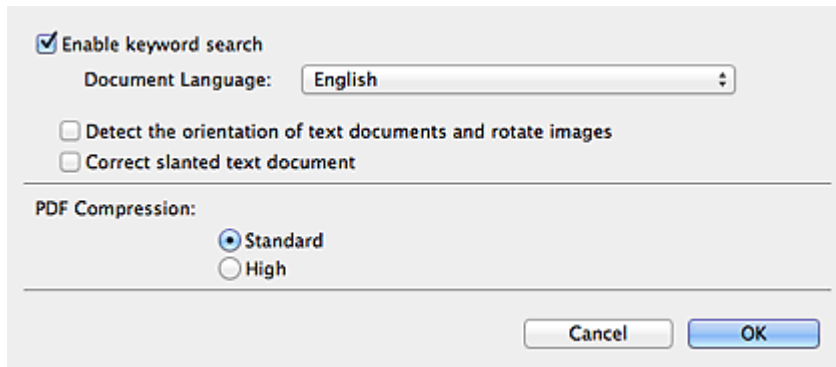 Enable keyword search
Document Language: English
Detect the orientation of text documents and rotate images
Correct slanted text document
PDF Compression:
Standard
High
Cancel OK